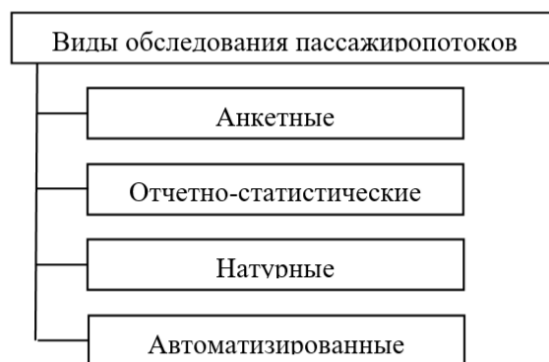 Виды обследования пассажиропотоков
Анкетные
Отчетно-статистические
Натурные
Автоматизированные